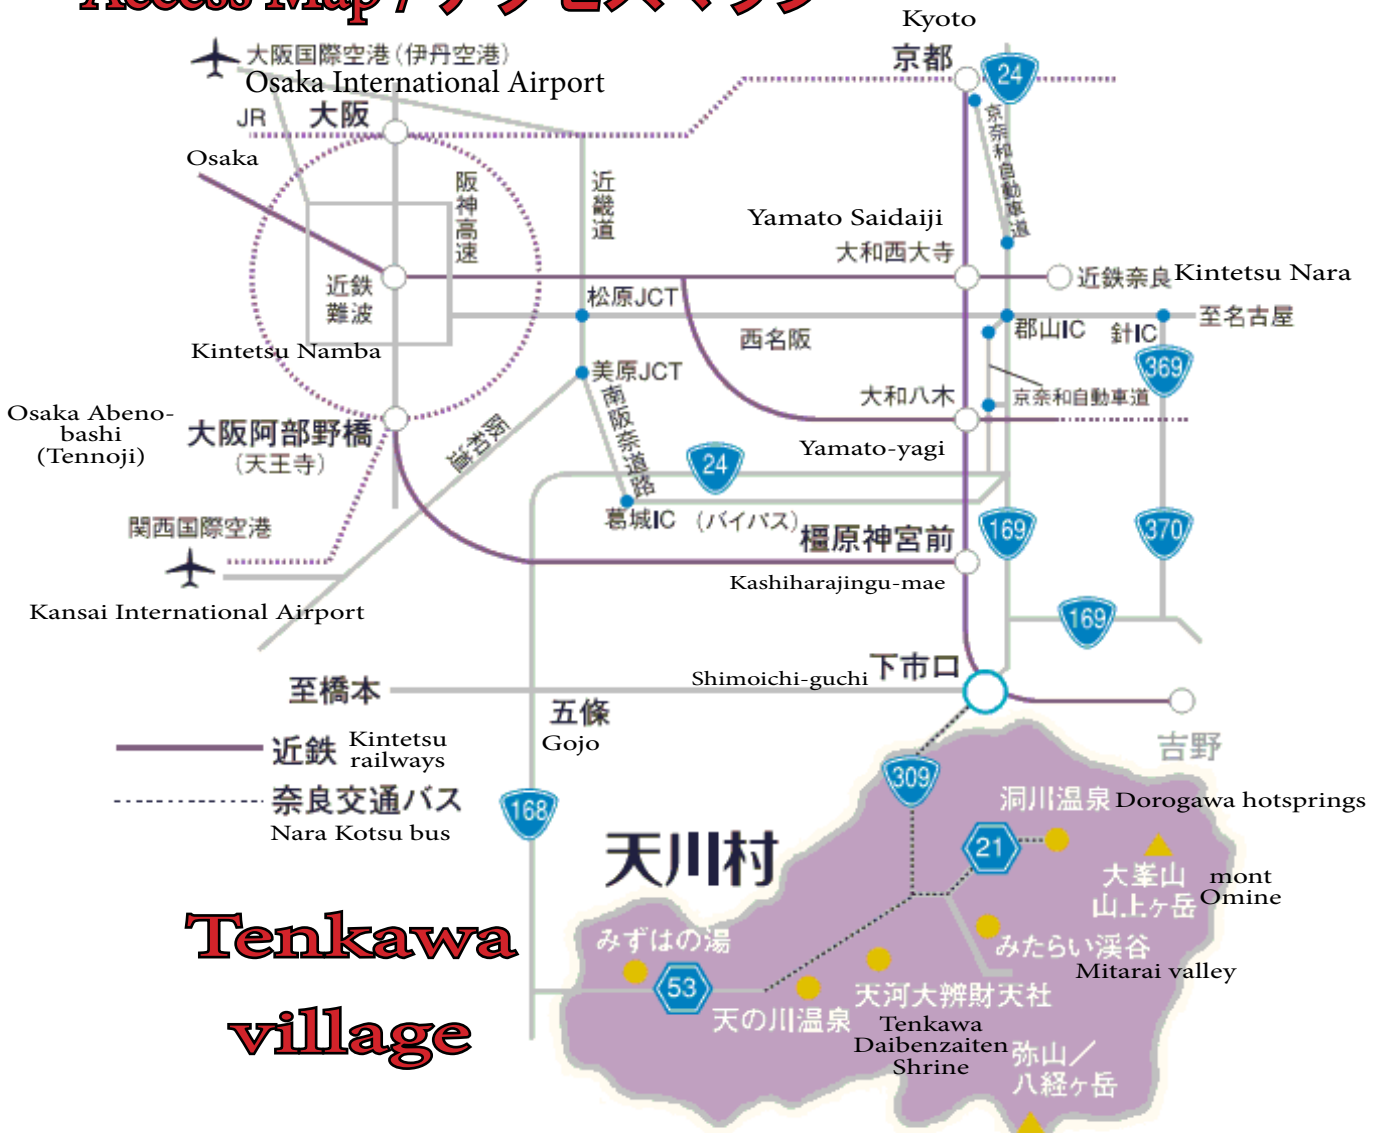 Access Map / アクセスマップ
Kyoto
大阪国際空港(伊丹空港)
Osaka International Airport
京都
24
JR
大阪
Osaka
阪神高速
近畿道
京奈和自動車道
Yamato Saidaiji
大和西大寺
近鉄奈良
Kintetsu Nara
近鉄
難波
Kintetsu Namba
松原JCT
西名阪
郡山IC
針IC
至名古屋
369
美原JCT
大和八木
京奈和自動車道
Osaka Abeno-
bashi
(Tennoji)
大阪阿部野橋
(天王寺)
阪和道
南阪奈道路
24
Yamato-yagi
葛城IC
(バイパス)
関西国際空港
Kansai International Airport
橿原神宮前
Kashiharajingu-mae
169
370
169
至橋本
Shimoichi-guchi
下市口
五條
Gojo
吉野
近鉄
Kintetsu
railways
奈良交通バス
Nara Kotsu bus
168
309
洞川温泉
Dorogawa hotsprings
21
天川村
大峯山
山上ヶ岳
mont
Omine
Tenkawa
village
みずはの湯
53
みたらい渓谷
Mitarai valley
天の川温泉
天河大辨財天社
Tenkawa
Daibenzaiten
Shrine
弥山/
八経ヶ岳